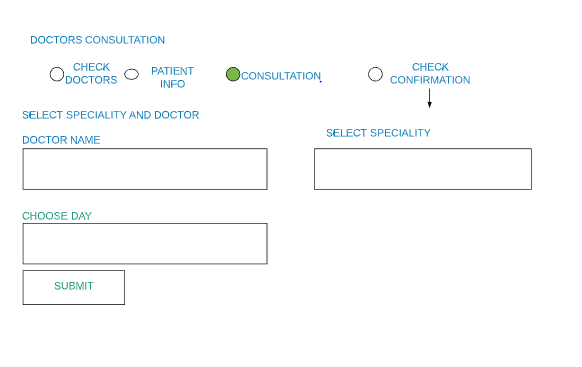 DOCTORS CONSULTATION
CHECK
DOCTORS
PATIENT
INFO
CONSULTATION.
CHECK
CONFIRMATION
SELECT SPECIALITY AND DOCTOR
SELECT SPECIALITY
DOCTOR NAME
CHOOSE DAY
SUBMIT